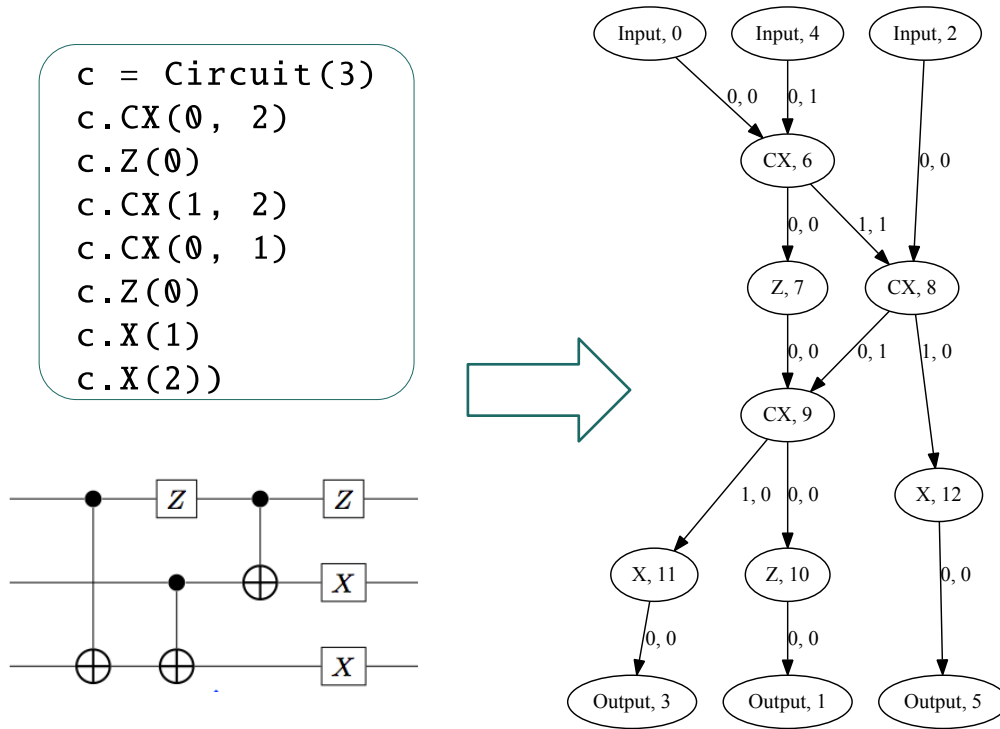 c = Circuit(3)
c.CX(0, 2)
c.Z(0)
c.CX(1, 2)
c.CX(0, 1)
c.Z(0)
c.X(1)
c.X(2))
Z
Z
X
X
Input, 0
Input, 4
Input, 2
0, 0
0, 1
CX, 6
0, 0
0, 0
1, 1
Z, 7
CX, 8
0, 0
0, 1
1, 0
CX, 9
1, 0
0, 0
X, 12
X, 11
Z, 10
0, 0
0, 0
0, 0
Output, 3
Output, 1
Output, 5